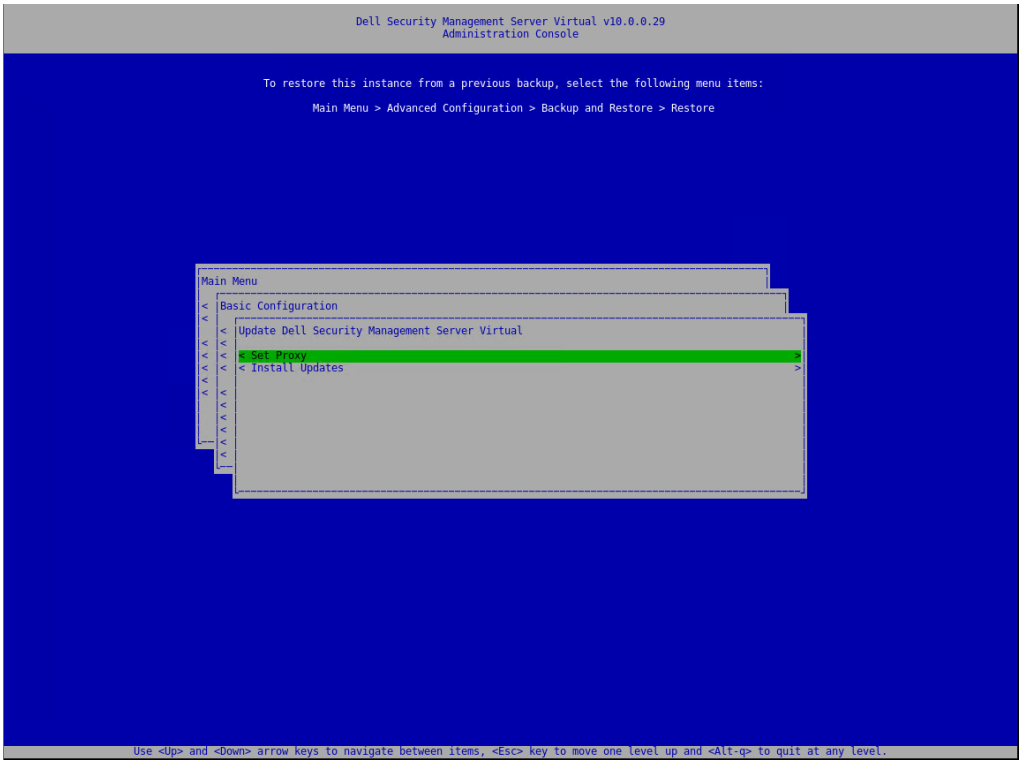 Dell Security Management Server Virtual v10.0.0.29
Administration Console
To restore this instance from a previous backup, select the following menu items:
Main Menu > Advanced Configuration > Backup and Restore > Restore
Main Menu
< Basic Configuration
<
< Update Dell Security Management Server Virtual
< <
< < < Set Proxy >
< < < Install Updates >
<
< <
<
<
<
<
<
Use <Up> and <Down> arrow keys to navigate between items, <Esc> key to move one level up and <Alt-q> to quit at any level.